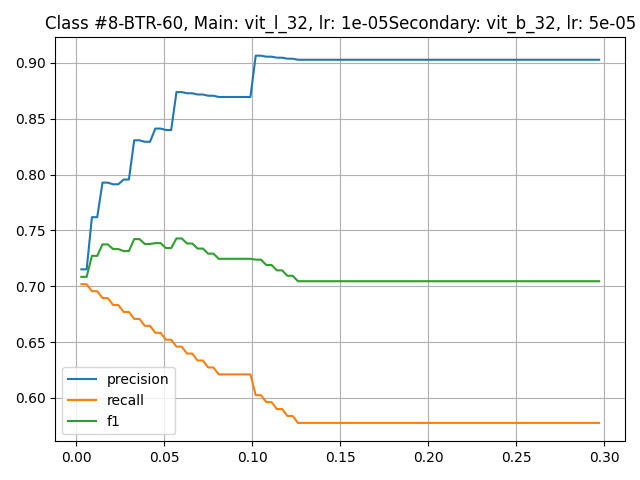 Class #8-BTR-60, Main: vit_l_32, lr: 1e-05Secondary: vit_b_32, lr: 5e-05
0.90
0.85
0.80
0.75
0.70
0.65
0.60
precision
recall
f1
0.00 0.05 0.10 0.15 0.20 0.25 0.30